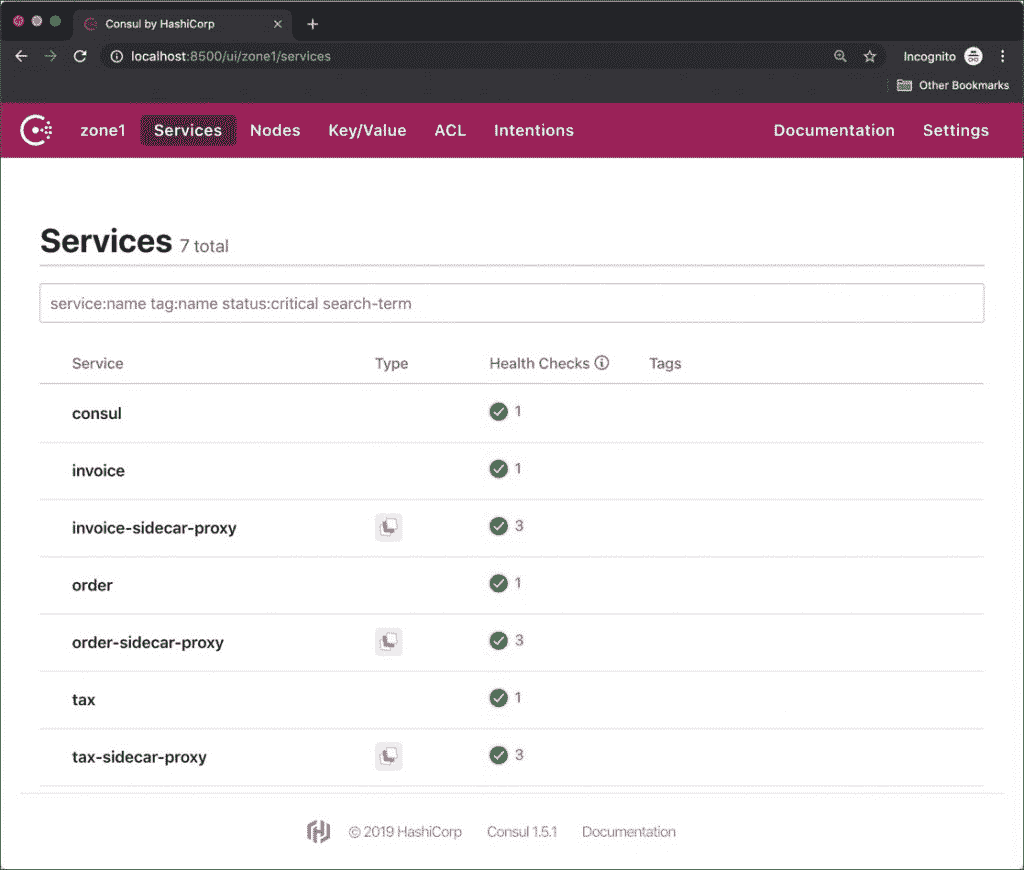 Consul by HashiCorp
localhost:8500/ui/zone1/services
Incognito
Other Bookmarks
zone1 Services Nodes Key/Value ACL Intentions Documentation Settings
Services 7 total
service:name tag:name status:critical search-term
Service Type Health Checks Tags
consul 1
invoice 1
invoice-sidecar-proxy 3
order 1
order-sidecar-proxy 3
tax 1
tax-sidecar-proxy 3
© 2019 HashiCorp Consul 1.5.1 Documentation